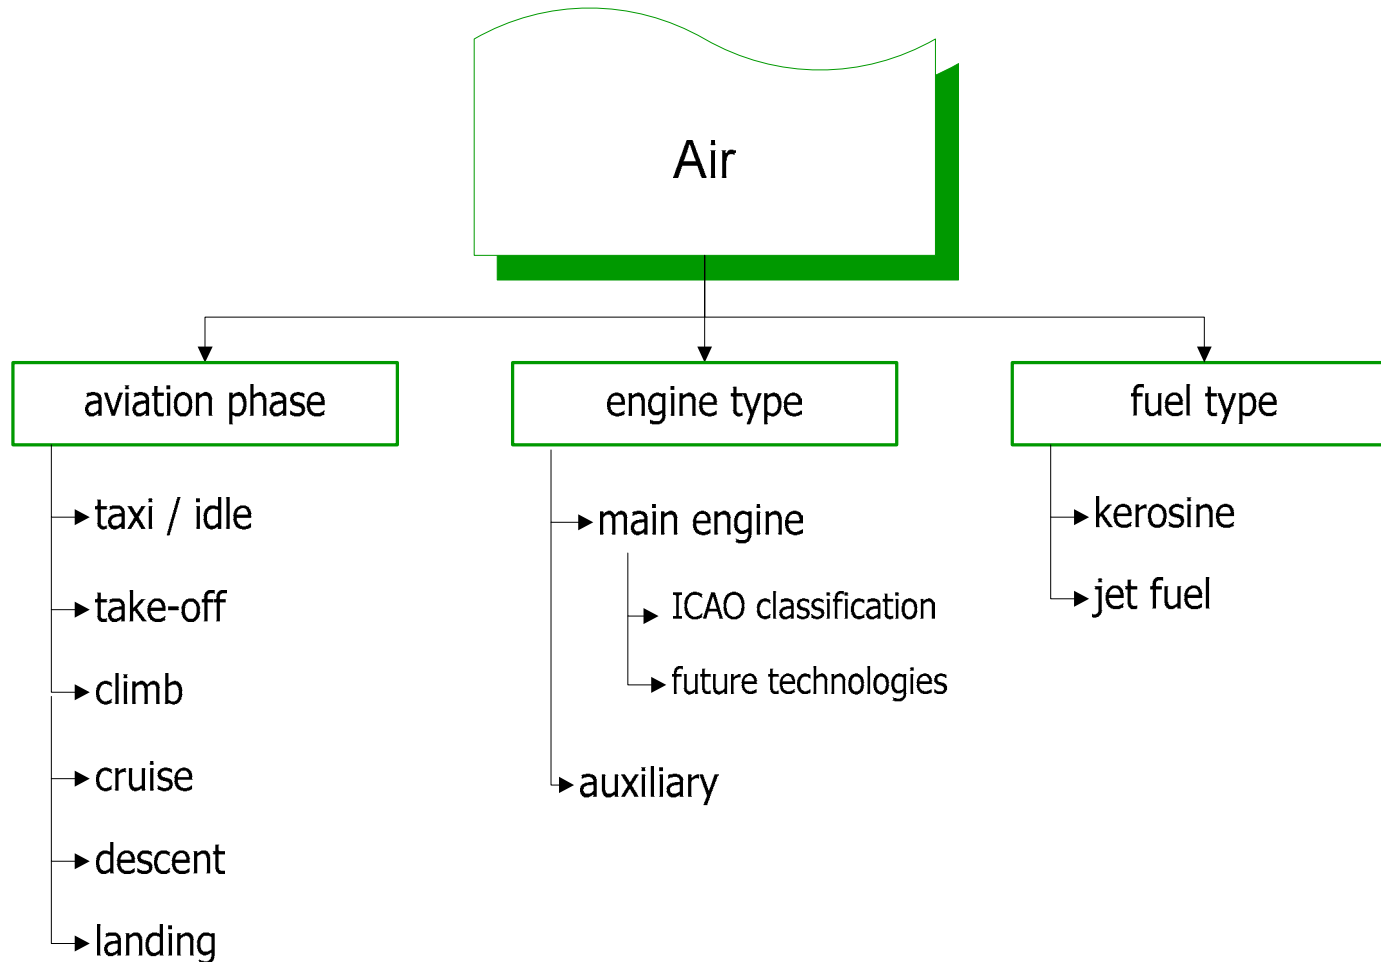 Air
aviation phase
taxi / idle
take-off
climb
cruise
descent
landing
engine type
main engine
ICAO classification
future technologies
auxiliary
fuel type
kerosine
jet fuel